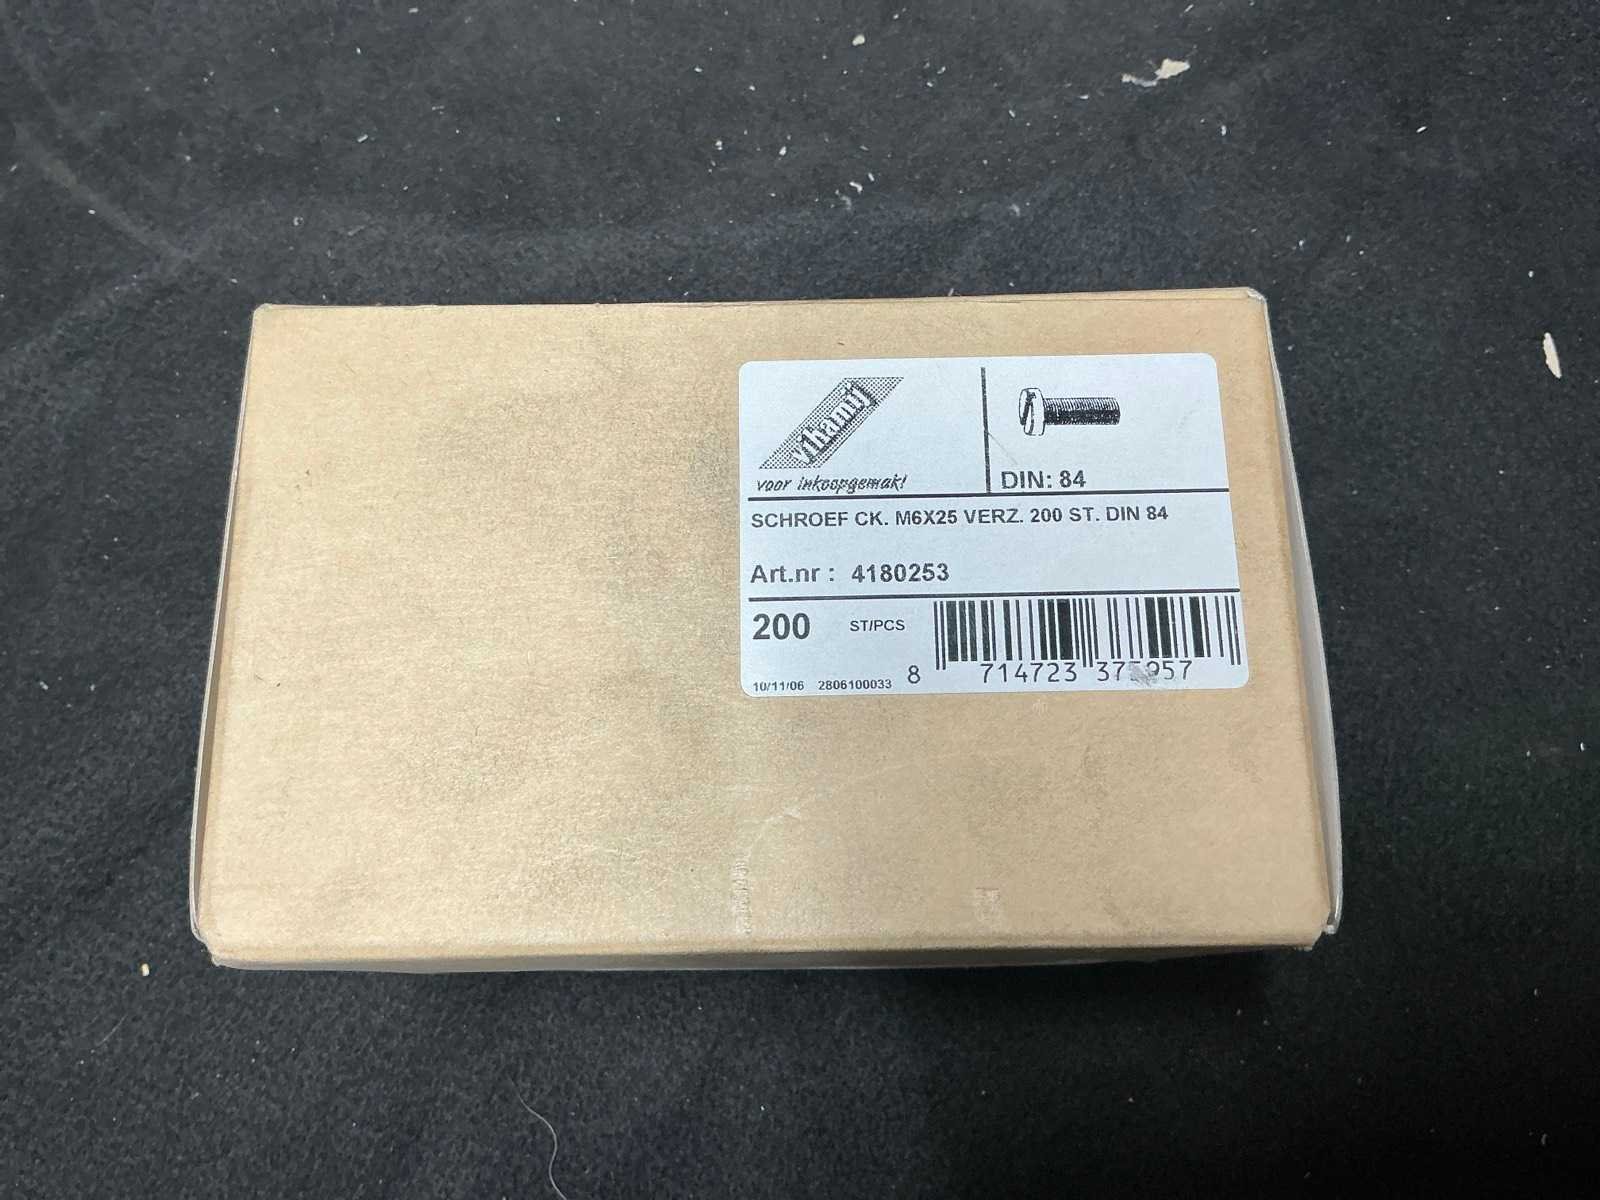 vihamij
voor inkoopgemak!
DIN: 84
SCHROEF CK. M6X25 VERZ. 200 ST. DIN 84
Art.nr : 4180253
200 ST/PCS
10/11/06 2806100033
8 714723